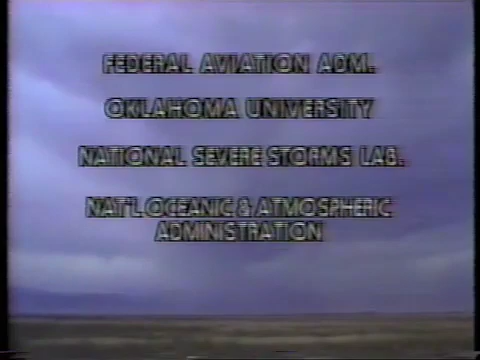 FEDERAL AVIATION ADM.
OKLAHOMA UNIVERSITY
NATIONAL SEVERE STORMS LAB.
NAT'L OCEANIC & ATMOSPHERIC
ADMINISTRATION